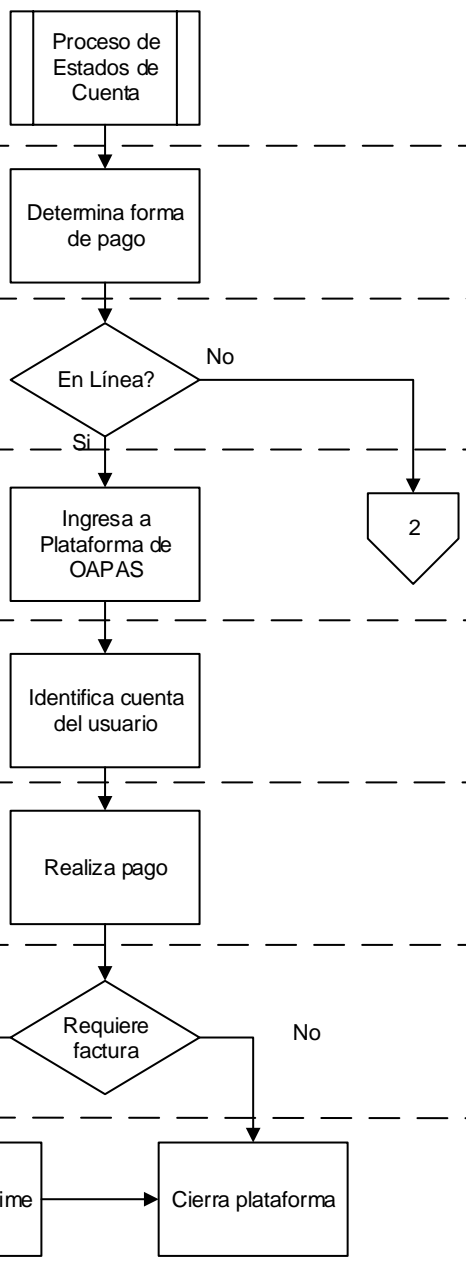 Proceso de
Estados de
Cuenta
Determina forma
de pago
En Línea?
No
Si
Ingresa a
Plataforma de
OAPAS
2
Identifica cuenta
del usuario
Realiza pago
Requiere
factura
No
ime
Cierra plataforma